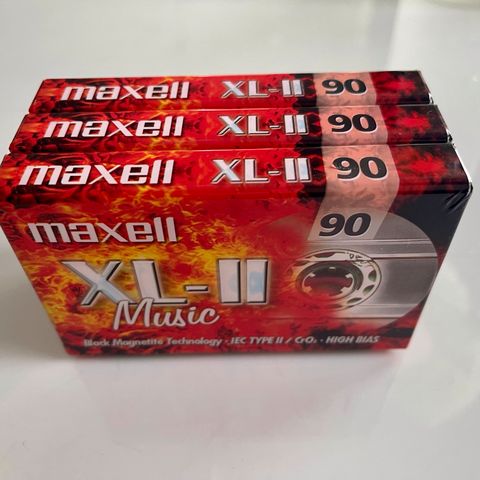 maxell XL-II 90
maxell XL-II 90
maxell XL-II 90
maxell 90
XL-II
Music
Black Magnetite Technology · IEC TYPE II / CrO₂ · HIGH BIAS